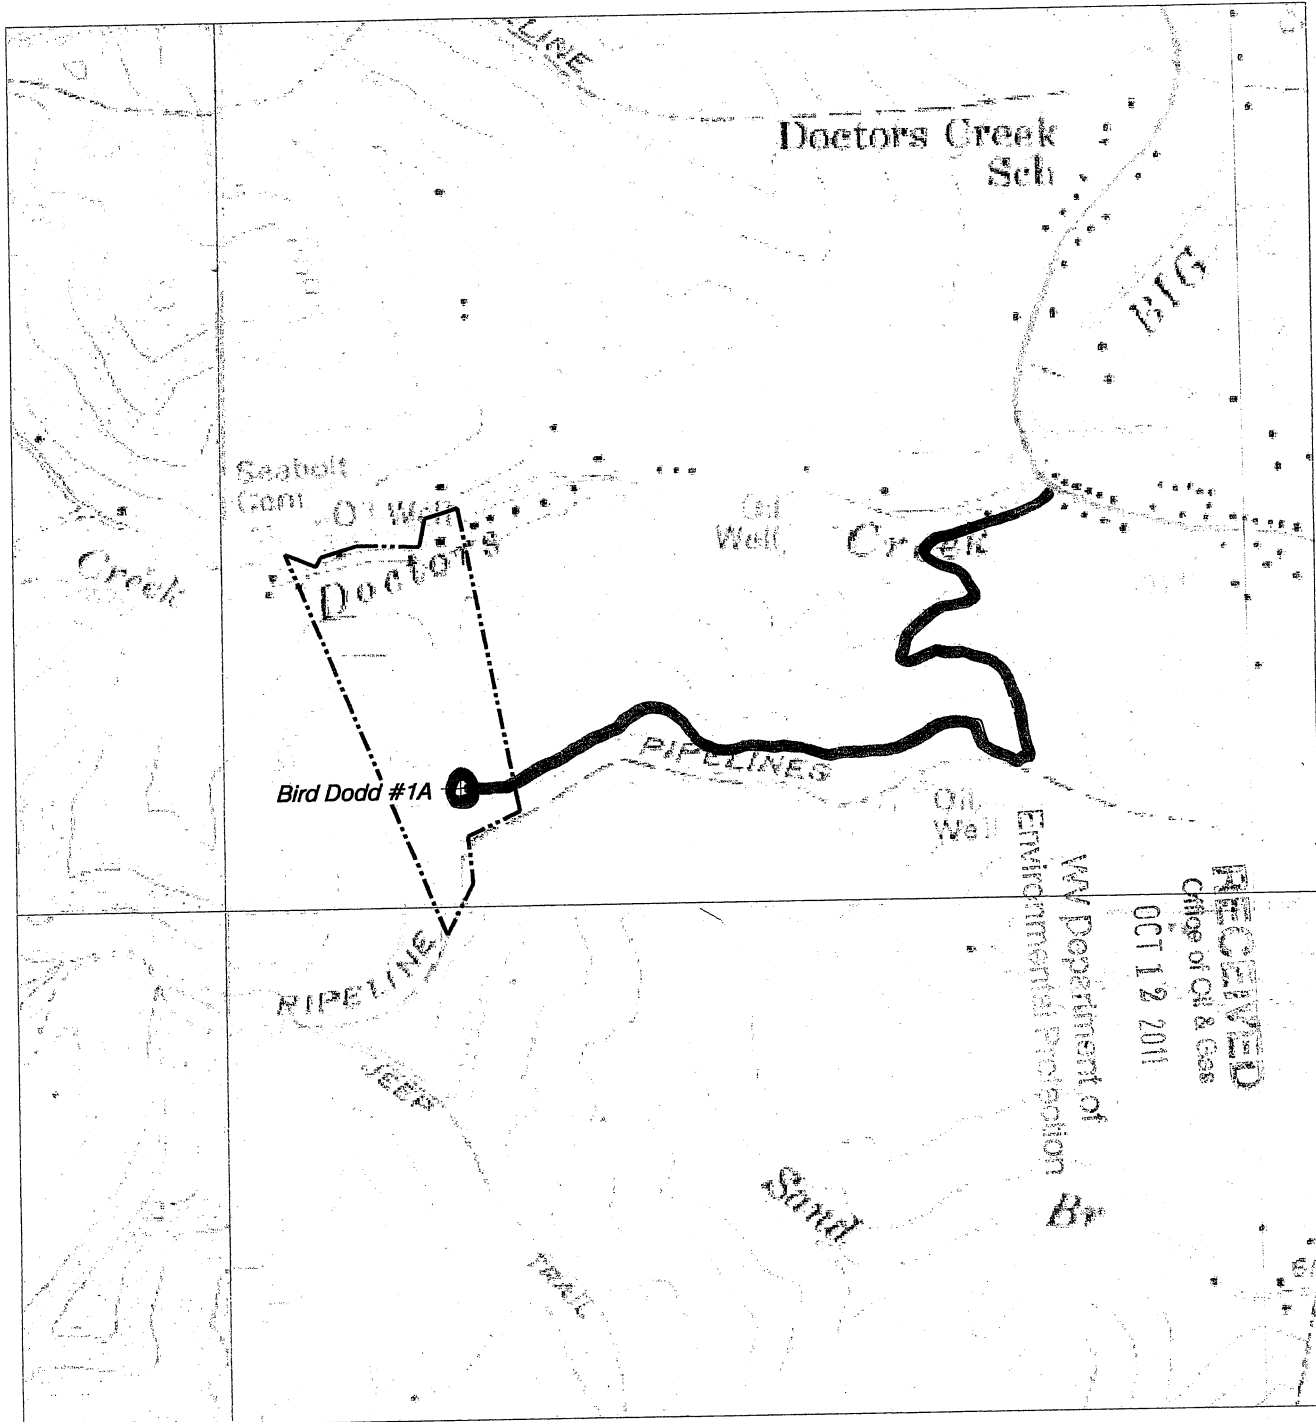 LINE
Doctors Creek
Sch
BIG
Seabolt
Cem
Oil Well
Oil
Well
Creek
Creek
Doctors
PIPELINES
Bird Dodd #1A
Oil
Well
RECEIVED
Office of Oil & Gas
OCT 12 2011
WV Department of
Environmental Protection
PIPELINE
JEEP
TRAIL
Sand
Br